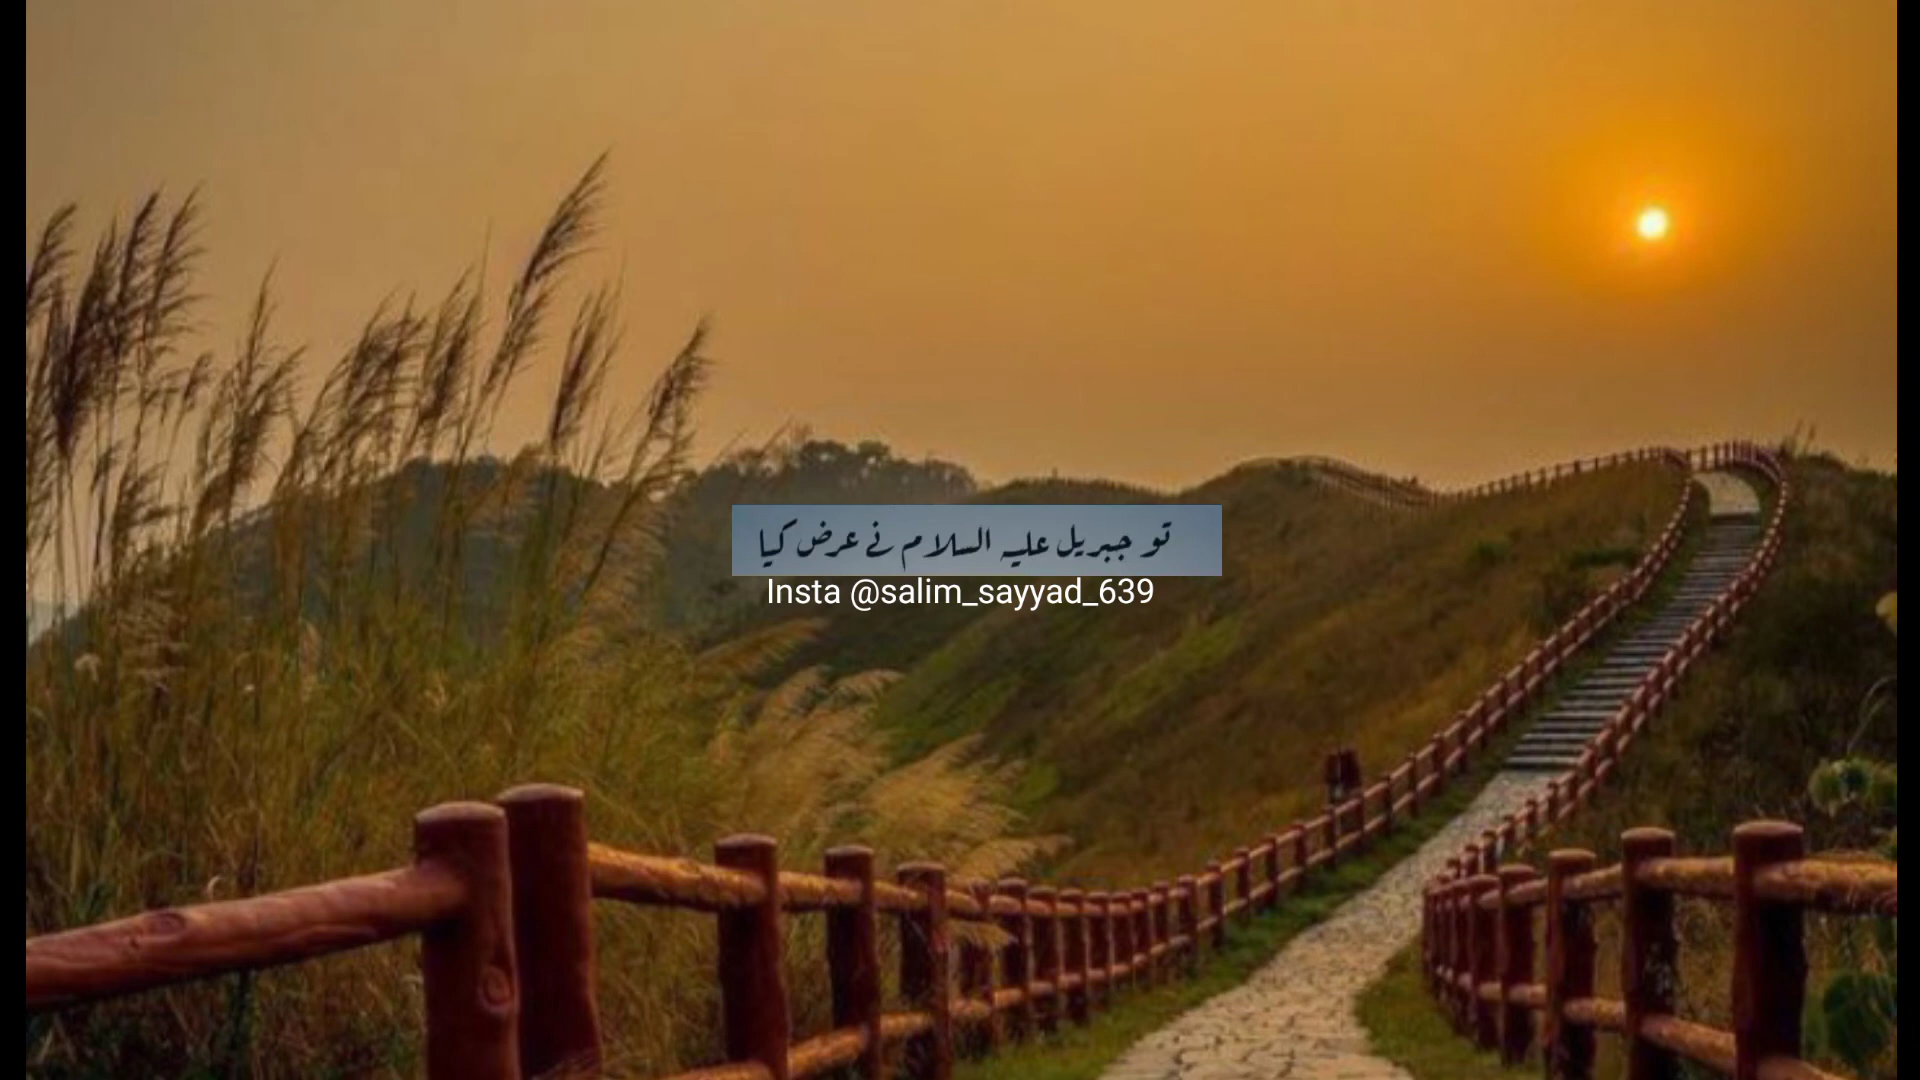 تو جبریل علیہ السلام نے عرض کیا
Insta @salim_sayyad_639